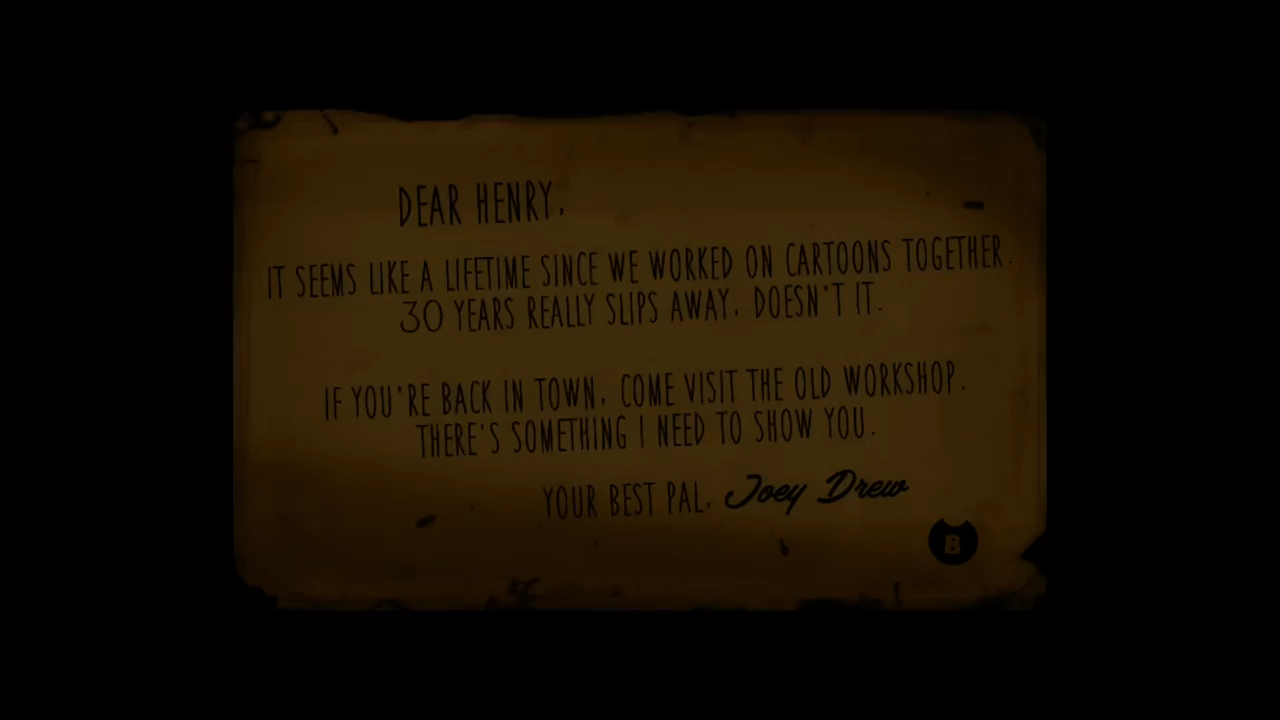 DEAR HENRY,
IT SEEMS LIKE A LIFETIME SINCE WE WORKED ON CARTOONS TOGETHER.
30 YEARS REALLY SLIPS AWAY, DOESN'T IT.
IF YOU'RE BACK IN TOWN, COME VISIT THE OLD WORKSHOP.
THERE'S SOMETHING I NEED TO SHOW YOU.
YOUR BEST PAL, Joey Drew
B